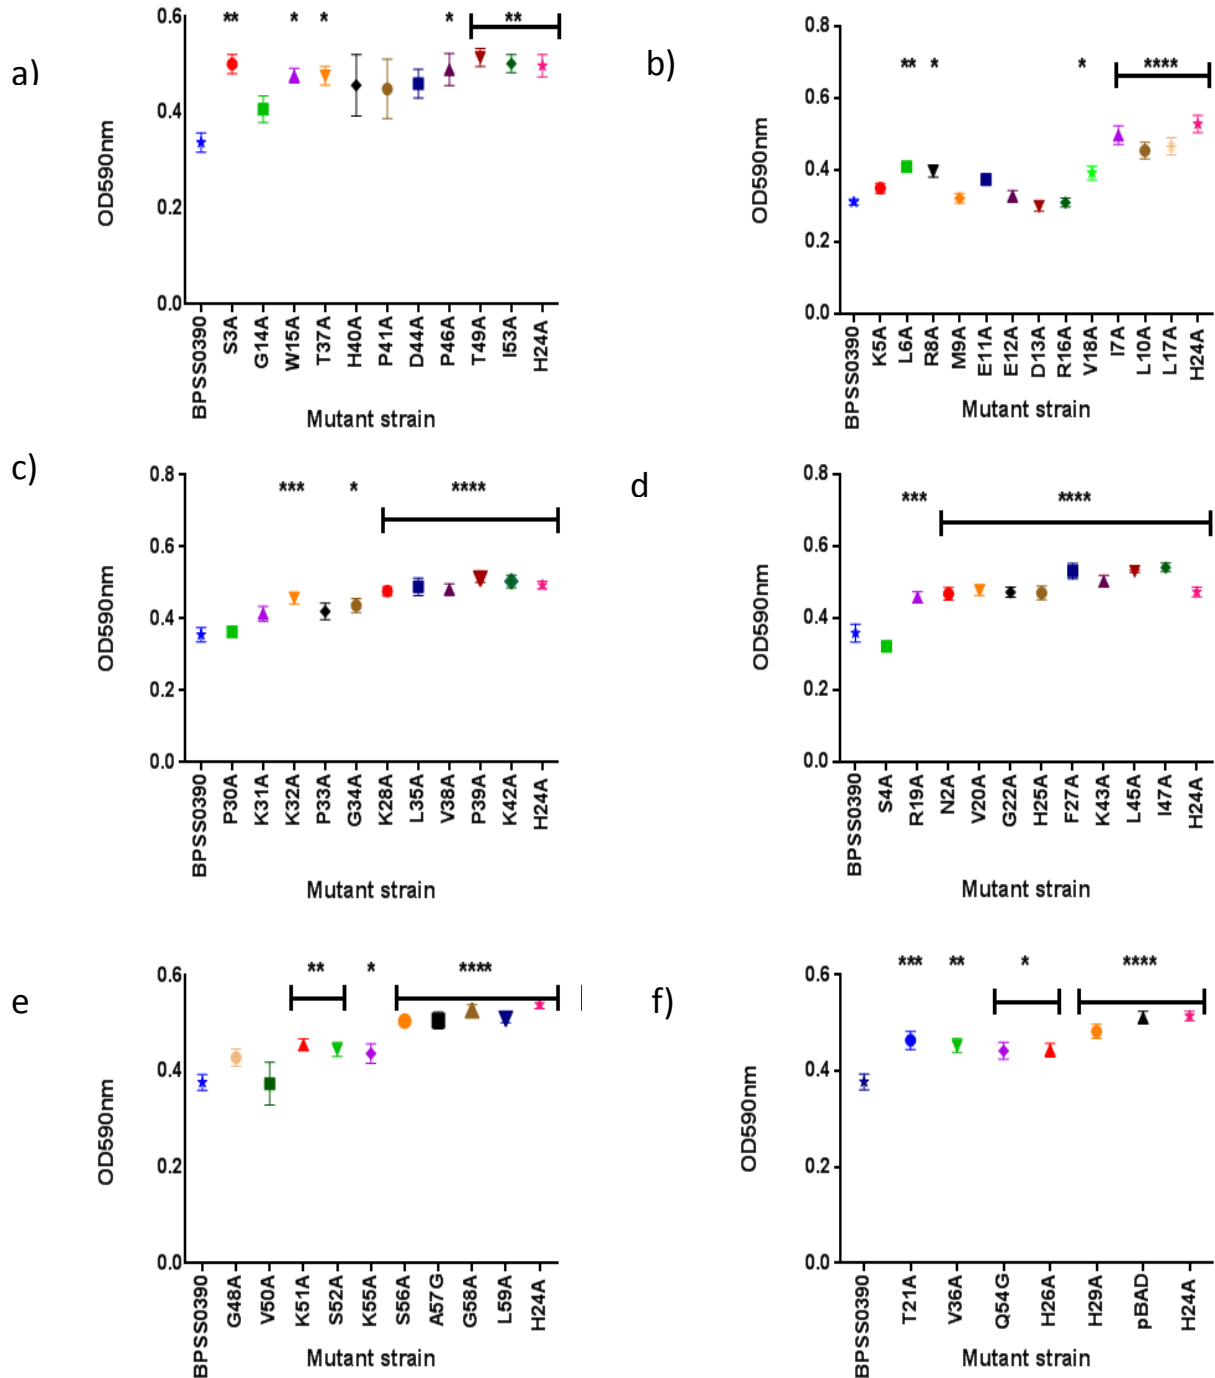 a)
0.6
0.4
0.2
0.0
OD590nm
** * * * **
BPSS0390 S3A G14A W15A T37A H40A P41A D44A P46A T49A I53A H24A
Mutant strain
b)
0.8
0.6
0.4
0.2
0.0
OD590nm
** * * ****
BPSS0390 K5A L6A R8A M9A E11A E12A D13A R16A V18A I7A L10A L17A H24A
Mutant strain
c)
0.8
0.6
0.4
0.2
0.0
OD590nm
*** * ****
BPSS0390 P30A K31A K32A P33A G34A K28A L35A V38A P39A K42A H24A
Mutant strain
d
0.8
0.6
0.4
0.2
0.0
OD590nm
*** ****
BPSS0390 S4A R19A N2A V20A G22A H25A F27A K43A L45A I47A H24A
Mutant strain
e
0.6
0.4
0.2
0.0
OD590nm
** * ****
BPSS0390 G48A V50A K51A S52A K55A S56A A57G G58A L59A H24A
Mutant strain
f)
0.6
0.4
0.2
0.0
OD590nm
*** ** * ****
BPSS0390 T21A V36A Q54G H26A H29A pBAD H24A
Mutant strain